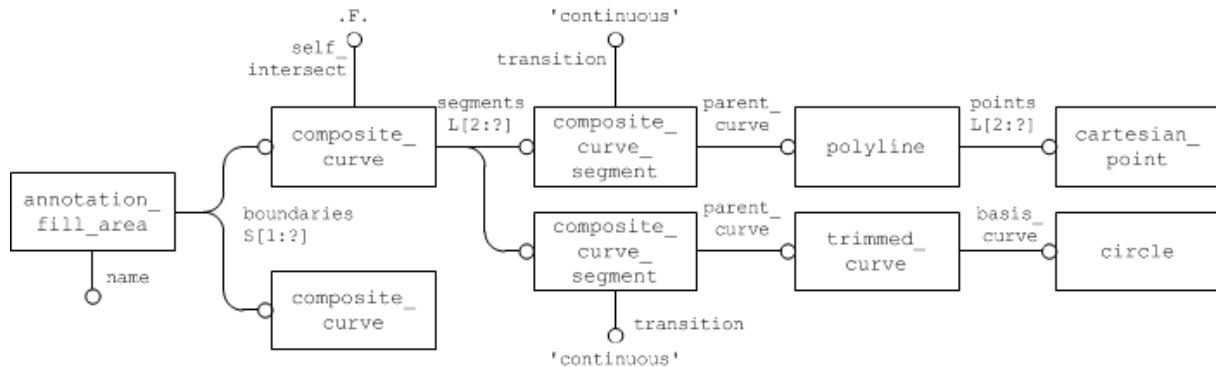 .F.
'continuous'
self_
intersect
transition
segments
L[2:?]
parent_
curve
points
L[2:?]
composite_
curve
composite_
curve_
segment
polyline
cartesian_
point
annotation_
fill_area
boundaries
S[1:?]
parent_
curve
basis_
curve
composite_
curve_
segment
trimmed_
curve
circle
name
composite_
curve
transition
'continuous'